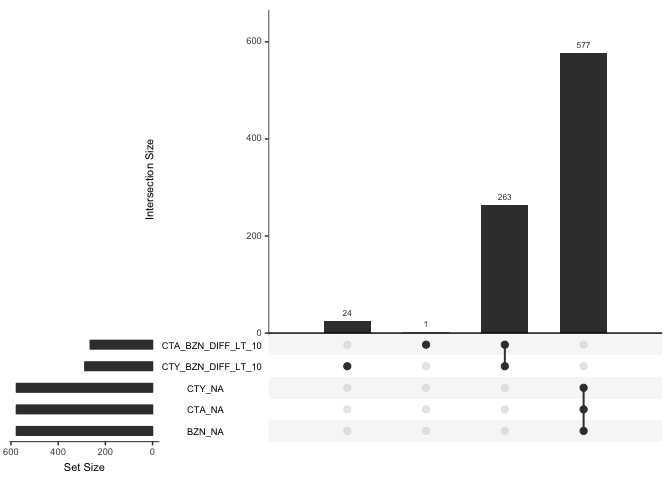 577
600
400
Intersection Size
263
200
24
1
0
CTA_BZN_DIFF_LT_10
CTY_BZN_DIFF_LT_10
CTY_NA
CTA_NA
BZN_NA
600 400 200 0
Set Size